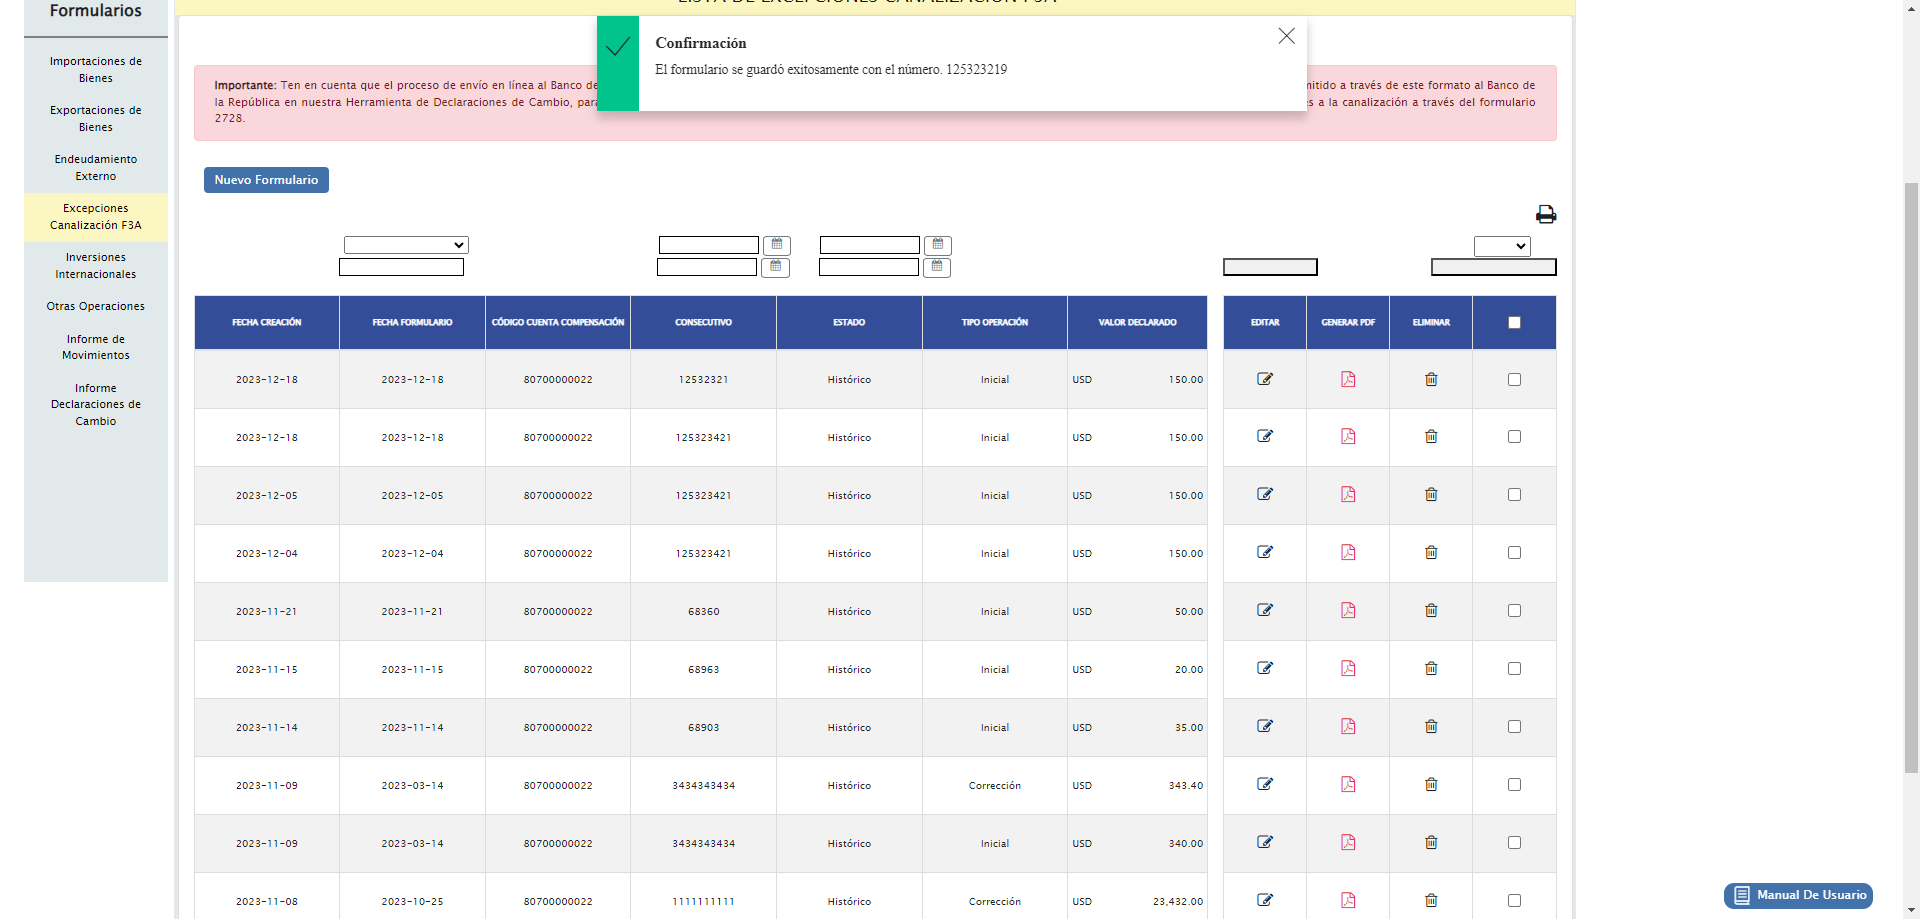 Formularios
Importaciones de
Bienes
Exportaciones de
Bienes
Endeudamiento
Externo
Excepciones
Canalización F3A
Inversiones
Internacionales
Otras Operaciones
Informe de
Movimientos
Informe
Declaraciones de
Cambio
LISTA DE EXCEPCIONES CANALIZACIÓN F3A
Confirmación
El formulario se guardó exitosamente con el número. 125323219
Importante: Ten en cuenta que el proceso de envío en línea al Banco de
a través de este formato al Banco de
la República en nuestra Herramienta de Declaraciones de Cambio,
a la canalización a través del formulario
2728.
Nuevo Formulario
FECHA CREACIÓN FECHA FORMULARIO CÓDIGO CUENTA COMPENSACIÓN CONSECUTIVO ESTADO TIPO OPERACIÓN VALOR DECLARADO EDITAR GENERAR PDF ELIMINAR
2023-12-18 2023-12-18 80700000022 12532321 Histórico Inicial USD 150.00
2023-12-18 2023-12-18 80700000022 125323421 Histórico Inicial USD 150.00
2023-12-05 2023-12-05 80700000022 125323421 Histórico Inicial USD 150.00
2023-12-04 2023-12-04 80700000022 125323421 Histórico Inicial USD 150.00
2023-11-21 2023-11-21 80700000022 68360 Histórico Inicial USD 50.00
2023-11-15 2023-11-15 80700000022 68963 Histórico Inicial USD 20.00
2023-11-14 2023-11-14 80700000022 68903 Histórico Inicial USD 35.00
2023-11-09 2023-03-14 80700000022 3434343434 Histórico Corrección USD 343.40
2023-11-09 2023-03-14 80700000022 3434343434 Histórico Inicial USD 340.00
2023-11-08 2023-10-25 80700000022 1111111111 Histórico Corrección USD 23,432.00
Manual De Usuario